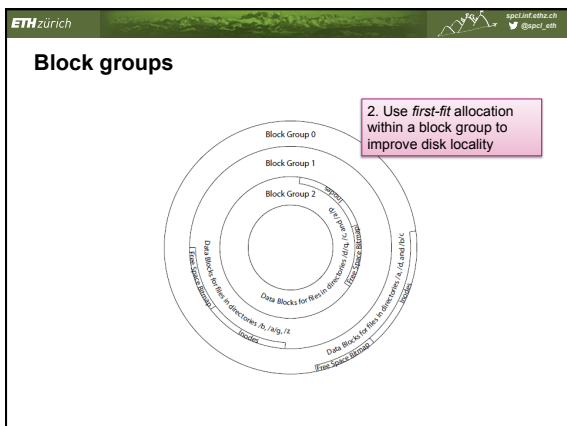 ETH zürich
spcl.inf.ethz.ch
@spcl_eth
Block groups
2. Use first-fit allocation
within a block group to
improve disk locality
Block Group 0
Block Group 1
Block Group 2
Inodes
Free Space Bitmap
Data Blocks for files in directories /d/q, /c, and /a/p
Data Blocks for files in directories /b, /a/g, /z
Free Space Bitmap
Inodes
Data Blocks for files in directories /a, /d, and /b/c
Free Space Bitmap
Inodes